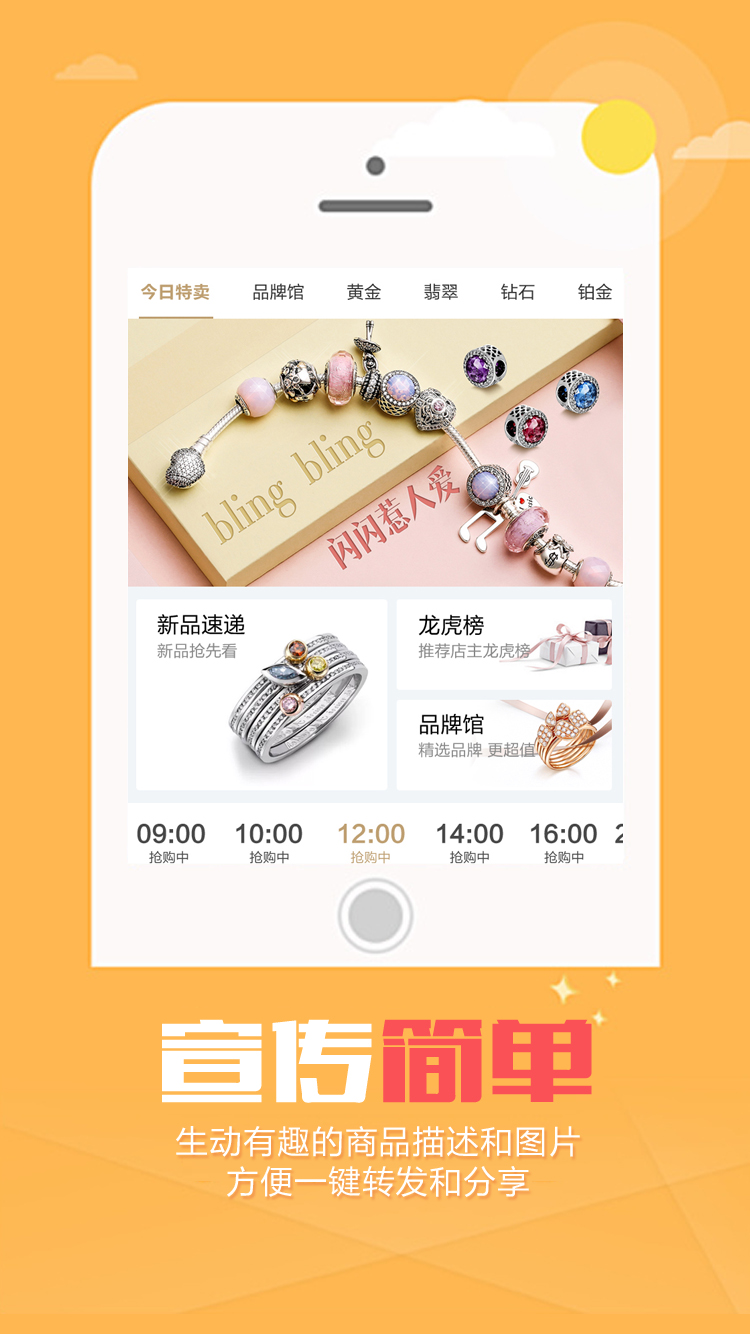 今日特卖 品牌馆 黄金 翡翠 钻石 铂金
bling bling
闪闪惹人爱
新品速递
新品抢先看
龙虎榜
推荐店主龙虎榜
品牌馆
精选品牌 更超值
09:00 10:00 12:00 14:00 16:00
抢购中 抢购中 抢购中 抢购中 抢购中
宣传简单
生动有趣的商品描述和图片
方便一键转发和分享